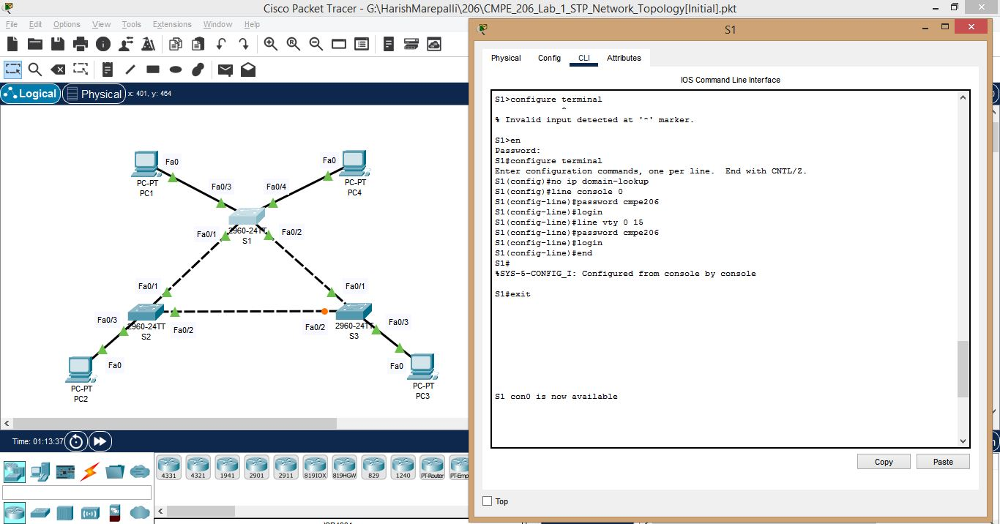 Cisco Packet Tracer - G:\HarishMarepalli\206\CMPE_206_Lab_1_STP_Network_Topology[Initial].pkt
File Edit Options View Tools Extensions Window Help
Logical Physical x: 401, y: 464
PC-PT
PC1
Fa0
Fa0/3
Fa0
PC-PT
PC4
Fa0/4
Fa0/1
2960-24TT
S1
Fa0/2
Fa0/1
Fa0/1
Fa0/3
2960-24TT
S2
Fa0/2
Fa0/2
2960-24TT
S3
Fa0/3
Fa0
PC-PT
PC2
Fa0
PC-PT
PC3
Time: 01:13:37
4331 4321 1941 2901 2911 819IOX 819HGW 829 1240 PT-Router
S1
Physical Config CLI Attributes
IOS Command Line Interface
S1>configure terminal
^
% Invalid input detected at '^' marker.
S1>en
Password:
S1#configure terminal
Enter configuration commands, one per line. End with CNTL/Z.
S1(config)#no ip domain-lookup
S1(config)#line console 0
S1(config-line)#password cmpe206
S1(config-line)#login
S1(config-line)#line vty 0 15
S1(config-line)#password cmpe206
S1(config-line)#login
S1(config-line)#end
S1#
%SYS-5-CONFIG_I: Configured from console by console
S1#exit
S1 con0 is now available
Copy Paste
Top